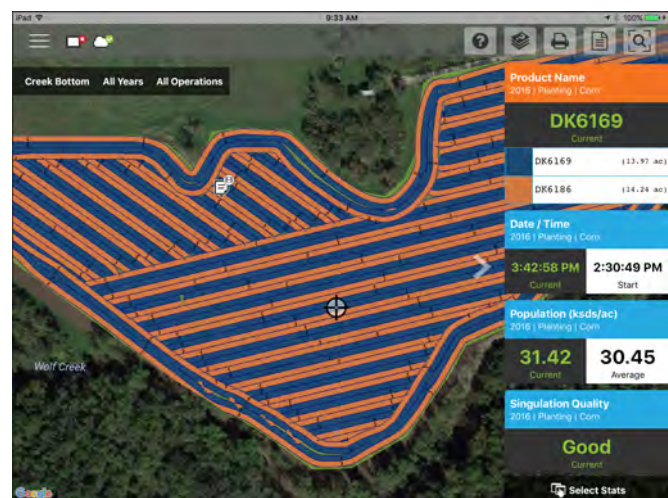 iPad
9:33 AM
100%
Creek Bottom All Years All Operations
Product Name
2016 | Planting | Corn
DK6169
Current
DK6169 (13.97 ac)
DK6186 (14.24 ac)
Date / Time
2016 | Planting | Corn
3:42:58 PM 2:30:49 PM
Current Start
Population (ksds/ac)
2016 | Planting | Corn
31.42 30.45
Current Average
Wolf Creek
Singulation Quality
2016 | Planting | Corn
Good
Current
Google
Select Stats